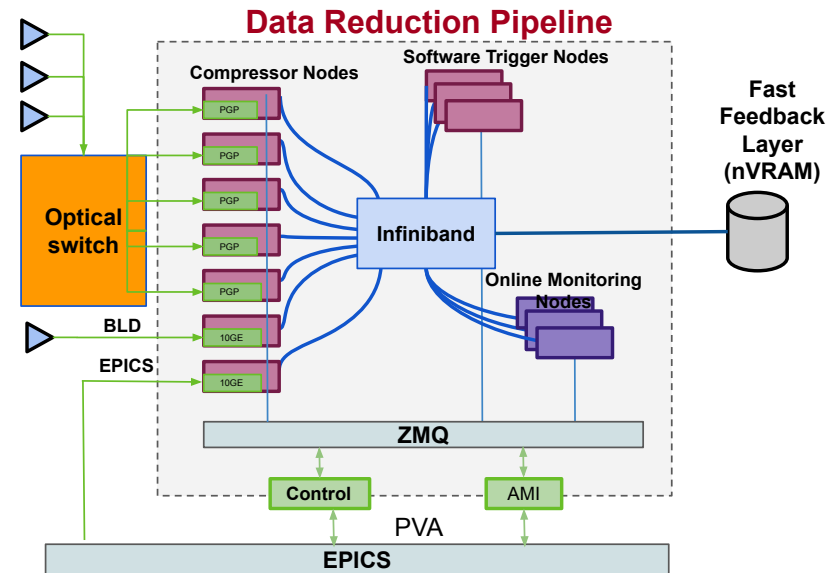 Data Reduction Pipeline
Compressor Nodes
Software Trigger Nodes
Fast
Feedback
Layer
(nVRAM)
PGP
PGP
PGP
PGP
PGP
10GE
10GE
Optical
switch
Infiniband
Online Monitoring
Nodes
BLD
EPICS
ZMQ
Control
AMI
PVA
EPICS